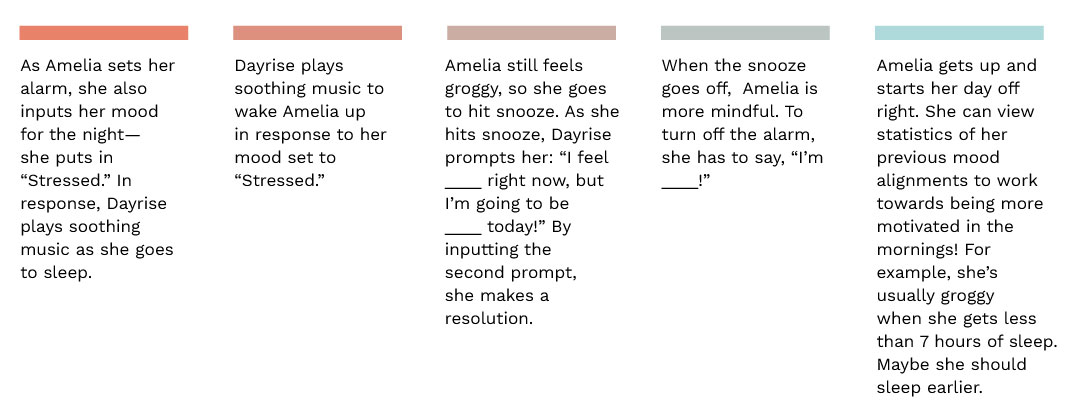 As Amelia sets her
alarm, she also
inputs her mood
for the night—
she puts in
“Stressed.” In
response, Dayrise
plays soothing
music as she goes
to sleep.
Dayrise plays
soothing music to
wake Amelia up
in response to her
mood set to
“Stressed.”
Amelia still feels
groggy, so she goes
to hit snooze. As she
hits snooze, Dayrise
prompts her: “I feel
____ right now, but
I’m going to be
____ today!” By
inputting the
second prompt,
she makes a
resolution.
When the snooze
goes off,  Amelia is
more mindful. To
turn off the alarm,
she has to say, “I’m
____!”
Amelia gets up and
starts her day off
right. She can view
statistics of her
previous mood
alignments to work
towards being more
motivated in the
mornings! For
example, she’s
usually groggy
when she gets less
than 7 hours of sleep.
Maybe she should
sleep earlier.